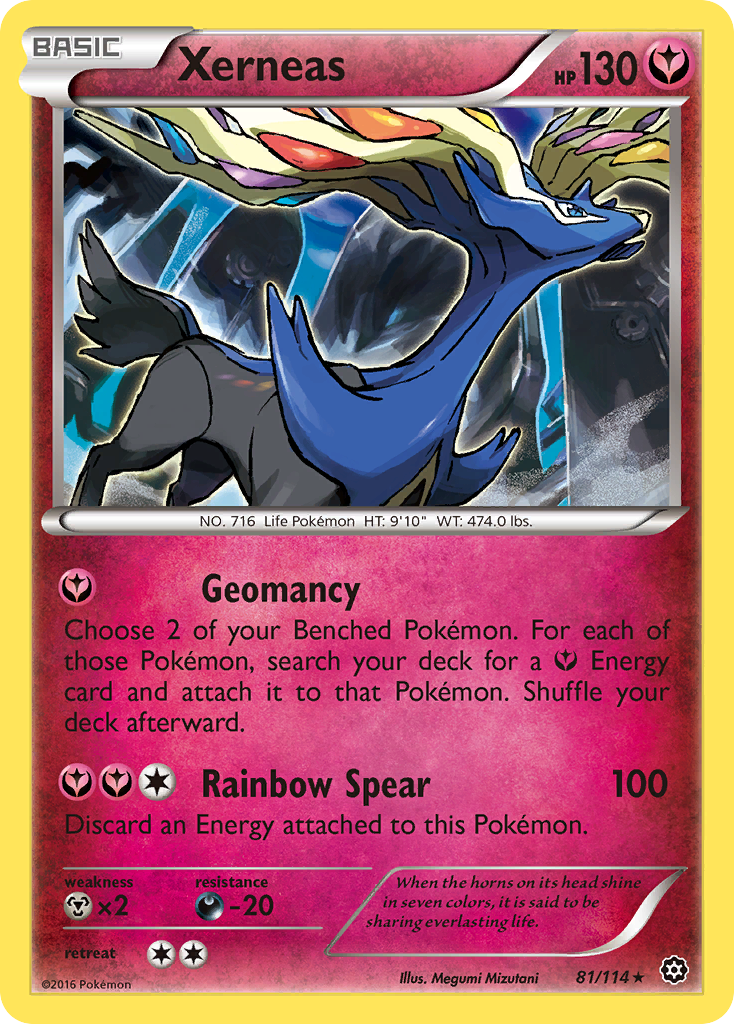 BASIC
Xerneas
HP 130
NO. 716 Life Pokémon HT: 9'10" WT: 474.0 lbs.
Geomancy
Choose 2 of your Benched Pokémon. For each of
those Pokémon, search your deck for a Energy
card and attach it to that Pokémon. Shuffle your
deck afterward.
Rainbow Spear 100
Discard an Energy attached to this Pokémon.
weakness resistance
×2 -20
When the horns on its head shine
in seven colors, it is said to be
sharing everlasting life.
retreat
©2016 Pokémon
Illus. Megumi Mizutani
81/114 ★